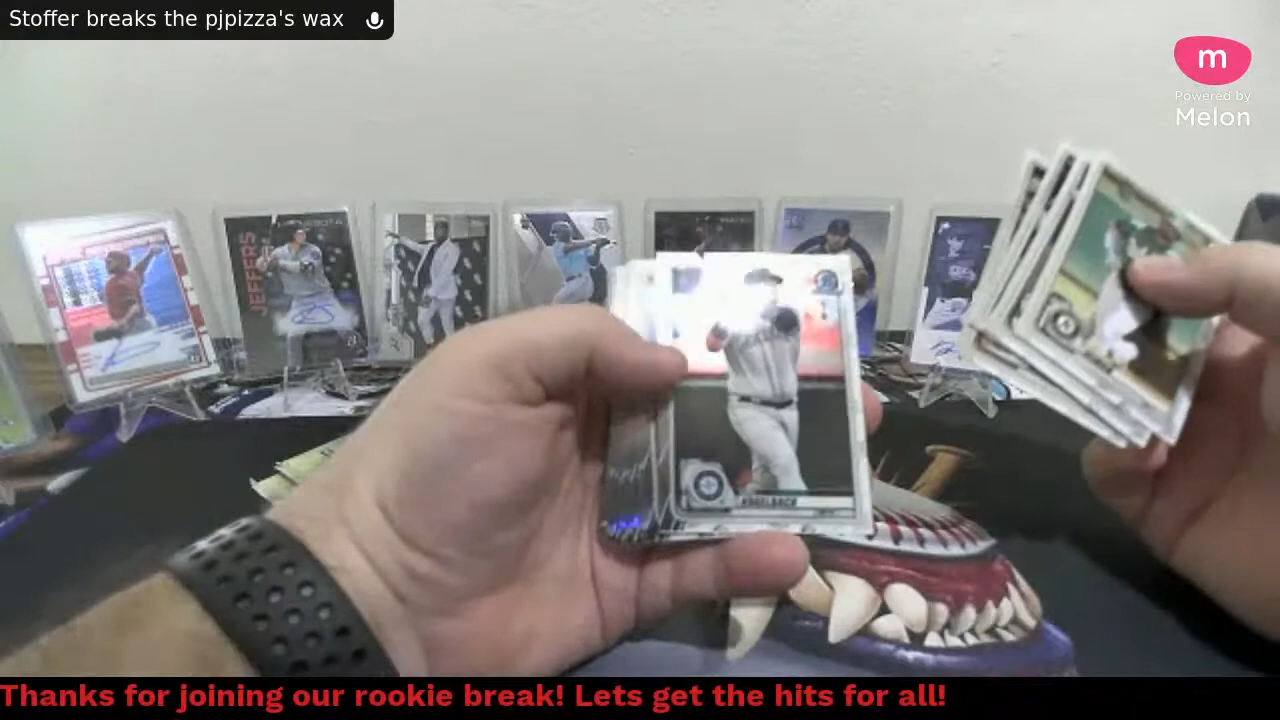 Stoffer breaks the pjpizza's wax
m
Powered by
Melon
JEFFERS
VOGELBACH
Thanks for joining our rookie break! Lets get the hits for all!